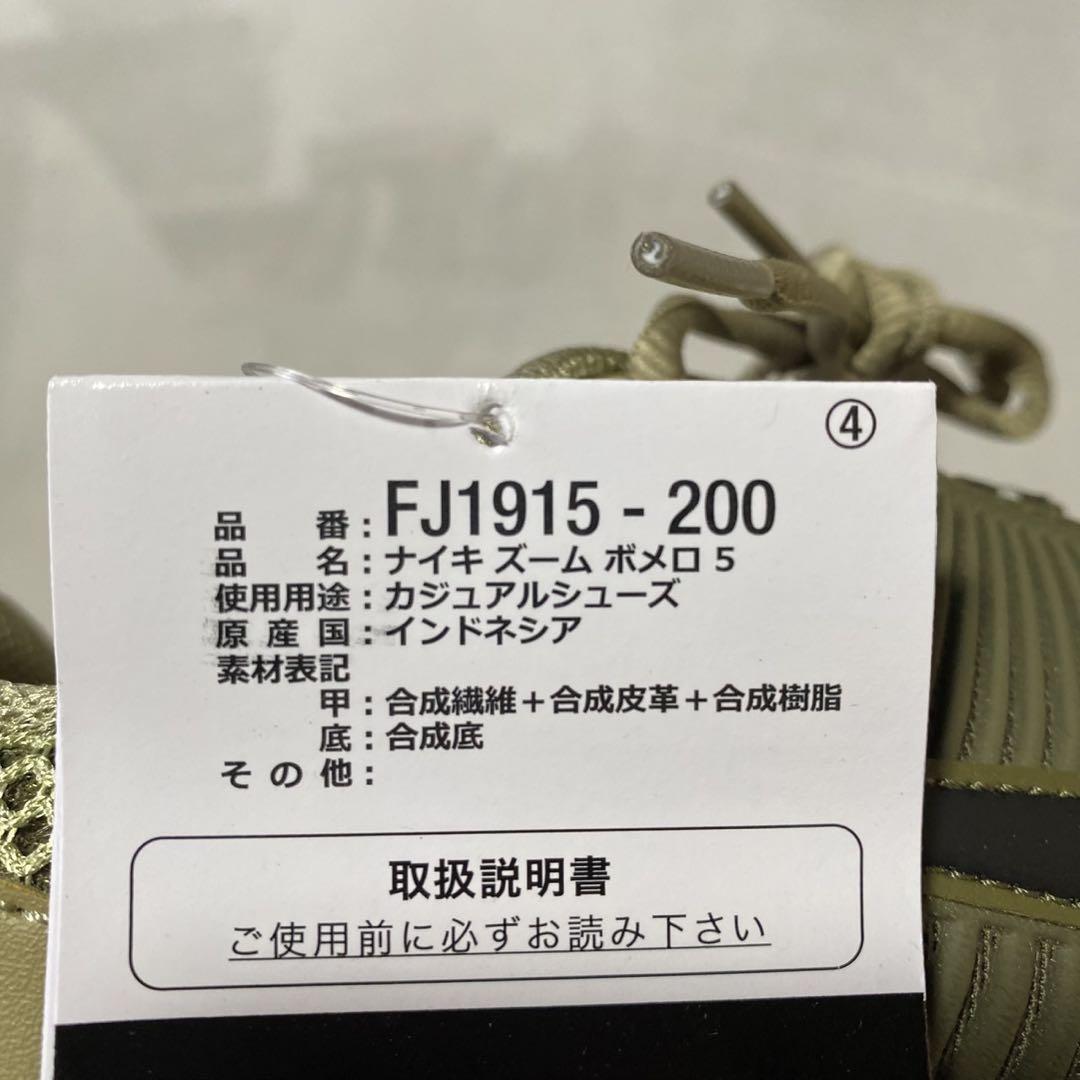 ④
品番：FJ1915 - 200
品名：ナイキ ズーム ボメロ 5
使用用途：カジュアルシューズ
原産国：インドネシア
素材表記
甲：合成繊維＋合成皮革＋合成樹脂
底：合成底
その他：
取扱説明書
ご使用前に必ずお読み下さい